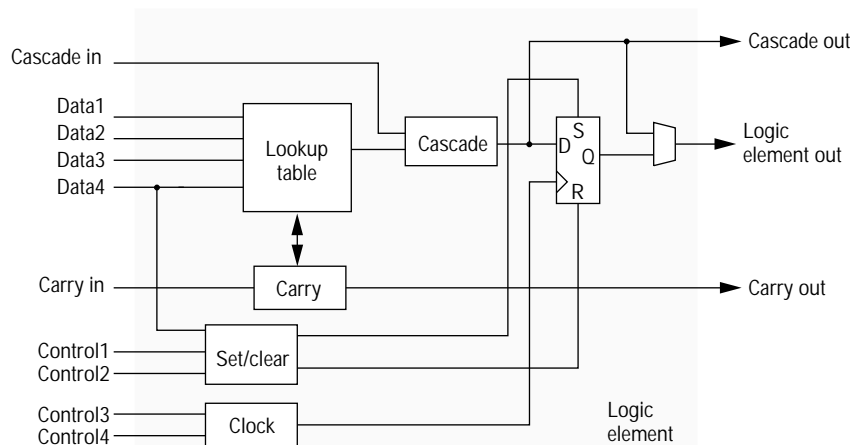 Cascade in
Data1
Data2
Data3
Data4
Lookup
table
Cascade
S
D
Q
R
Cascade out
Logic
element out
Carry in
Carry
Carry out
Control1
Control2
Set/clear
Control3
Control4
Clock
Logic
element